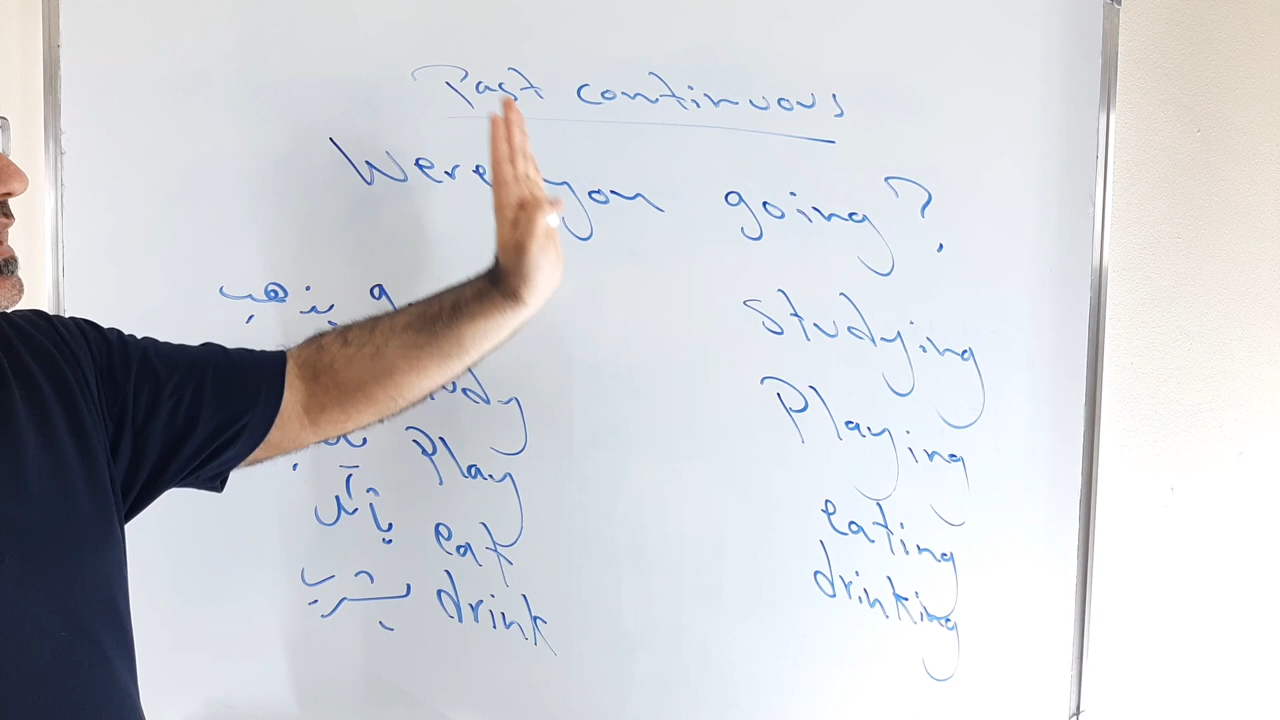 Past continuous
Were you going?
يذهب
studying
Play
Playing
يأكل eat
eating
يشرب drink
drinking